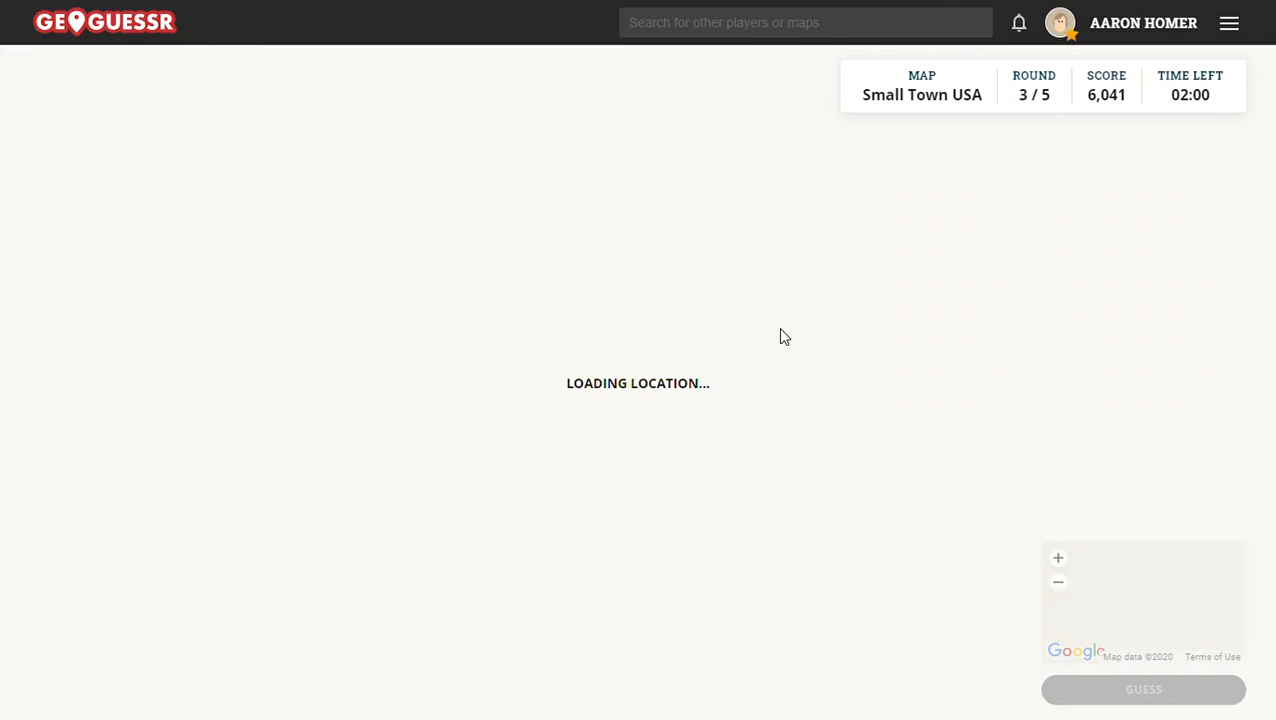 GEOGUESSR
Search for other players or maps
AARON HOMER
MAP
Small Town USA
ROUND
3 / 5
SCORE
6,041
TIME LEFT
02:00
LOADING LOCATION...
+
−
Google
Map data ©2020
Terms of Use
GUESS